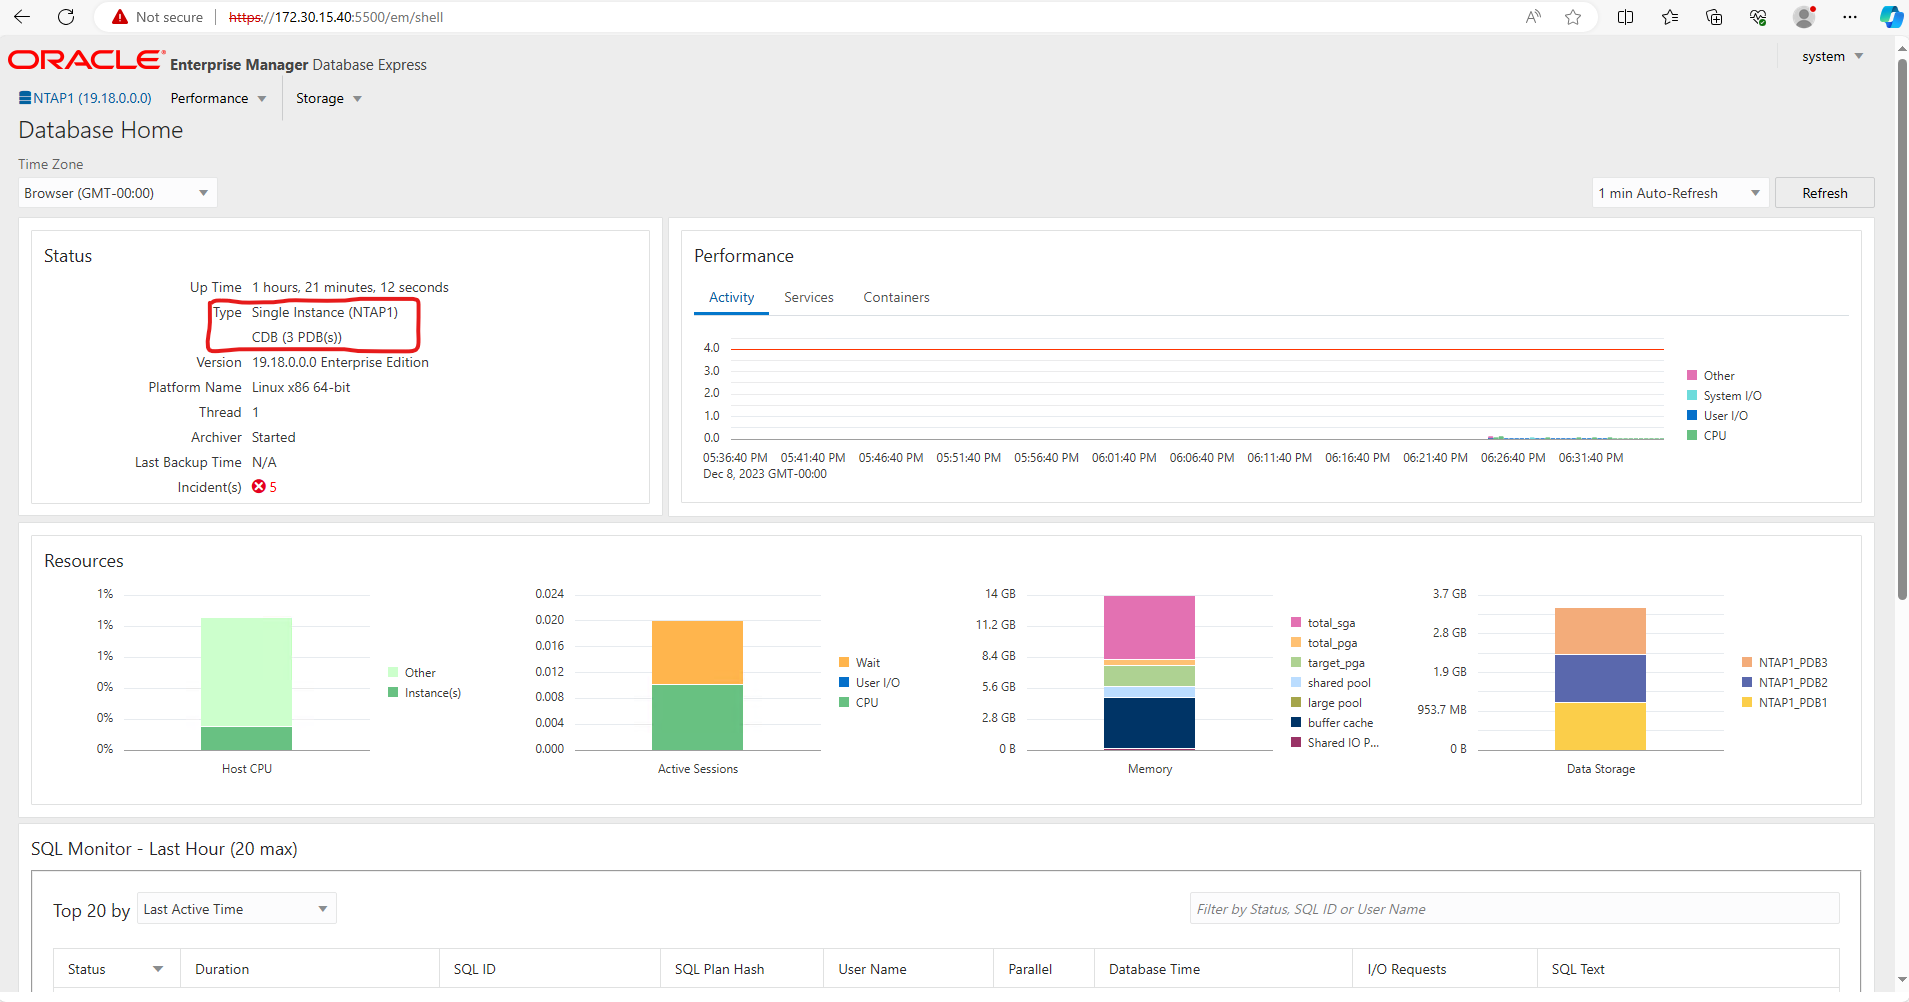 Not secure https://172.30.15.40:5500/em/shell
ORACLE Enterprise Manager Database Express
system
NTAP1 (19.18.0.0.0) Performance Storage
Database Home
Time Zone
Browser (GMT-00:00)
1 min Auto-Refresh Refresh
Status
Up Time 1 hours, 21 minutes, 12 seconds
Type Single Instance (NTAP1)
CDB (3 PDB(s))
Version 19.18.0.0.0 Enterprise Edition
Platform Name Linux x86 64-bit
Thread 1
Archiver Started
Last Backup Time N/A
Incident(s) 5
Performance
Activity Services Containers
4.0
3.0
2.0
1.0
0.0
05:36:40 PM 05:41:40 PM 05:46:40 PM 05:51:40 PM 05:56:40 PM 06:01:40 PM 06:06:40 PM 06:11:40 PM 06:16:40 PM 06:21:40 PM 06:26:40 PM 06:31:40 PM
Dec 8, 2023 GMT-00:00
Other
System I/O
User I/O
CPU
Resources
1%
1%
1%
0%
0%
0%
Host CPU
Other
Instance(s)
0.024
0.020
0.016
0.012
0.008
0.004
0.000
Active Sessions
Wait
User I/O
CPU
14 GB
11.2 GB
8.4 GB
5.6 GB
2.8 GB
0 B
Memory
total_sga
total_pga
target_pga
shared pool
large pool
buffer cache
Shared IO P...
3.7 GB
2.8 GB
1.9 GB
953.7 MB
0 B
Data Storage
NTAP1_PDB3
NTAP1_PDB2
NTAP1_PDB1
SQL Monitor - Last Hour (20 max)
Top 20 by Last Active Time
Filter by Status, SQL ID or User Name
Status Duration SQL ID SQL Plan Hash User Name Parallel Database Time I/O Requests SQL Text